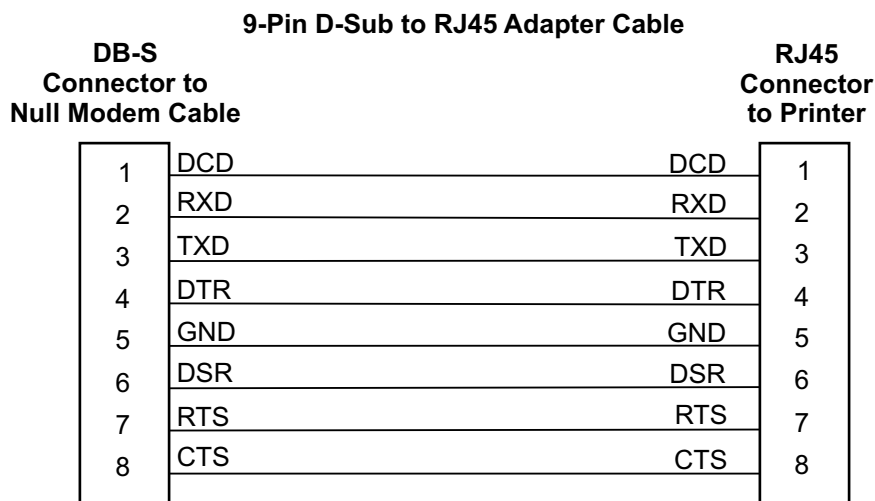 9-Pin D-Sub to RJ45 Adapter Cable
DB-S
Connector to
Null Modem Cable
RJ45
Connector
to Printer
1 DCD DCD 1
2 RXD RXD 2
3 TXD TXD 3
4 DTR DTR 4
5 GND GND 5
6 DSR DSR 6
7 RTS RTS 7
8 CTS CTS 8